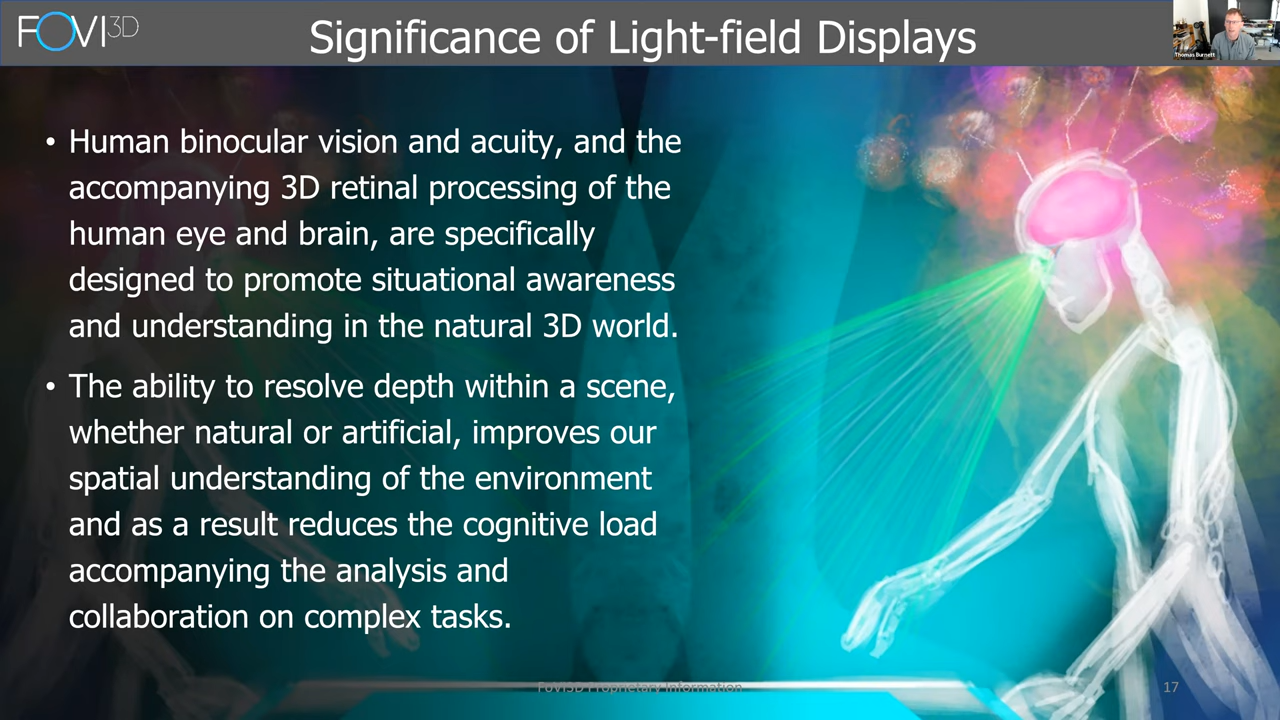 FOVI3D
Significance of Light-field Displays
Thomas Burnett
• Human binocular vision and acuity, and the
accompanying 3D retinal processing of the
human eye and brain, are specifically
designed to promote situational awareness
and understanding in the natural 3D world.
• The ability to resolve depth within a scene,
whether natural or artificial, improves our
spatial understanding of the environment
and as a result reduces the cognitive load
accompanying the analysis and
collaboration on complex tasks.
FoVI3D Proprietary Information
17